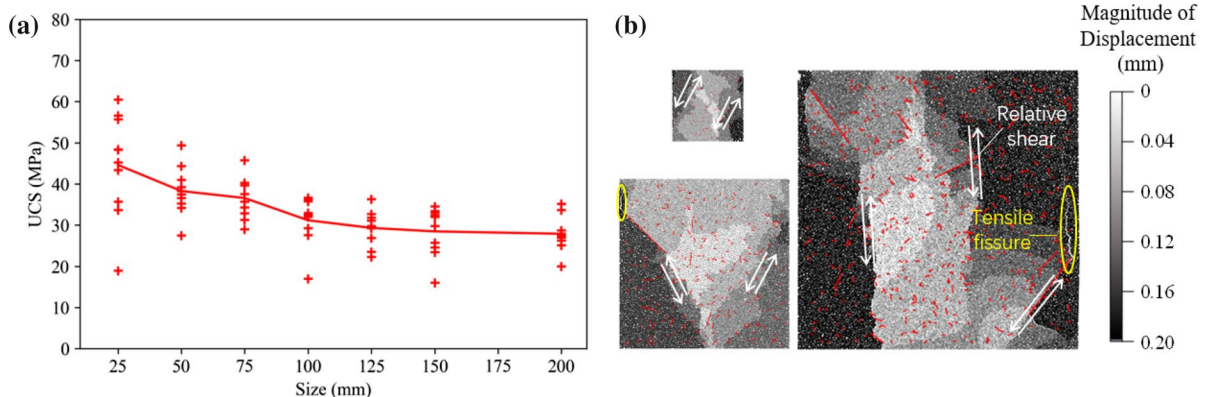 (a)
80
70
60
50
40
30
20
10
0
UCS (MPa)
25
50
75
100
125
150
175
200
Size (mm)
(b)
Relative
shear
Tensile
fissure
Magnitude of
Displacement
(mm)
0
0.04
0.08
0.12
0.16
0.20